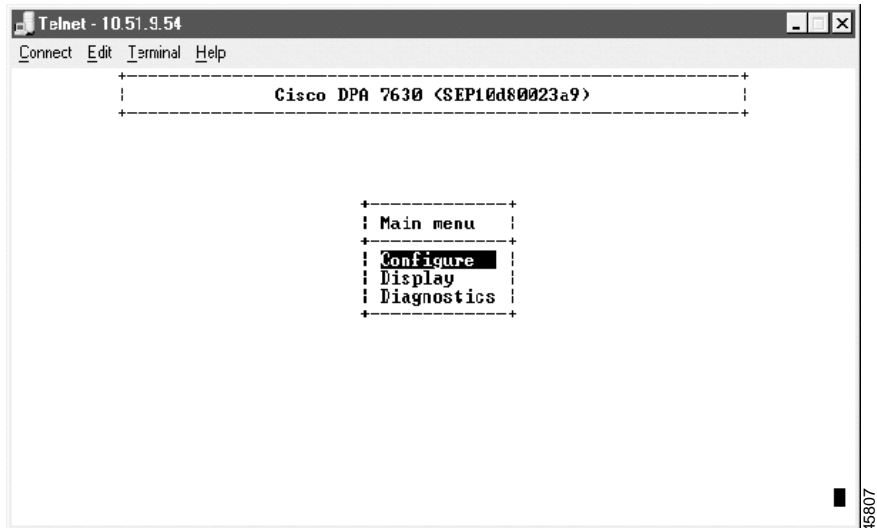 Telnet - 10.51.9.54
Connect Edit Terminal Help
Cisco DPA 7630 (SEP10d80023a9)
Main menu
Configure
Display
Diagnostics
45807